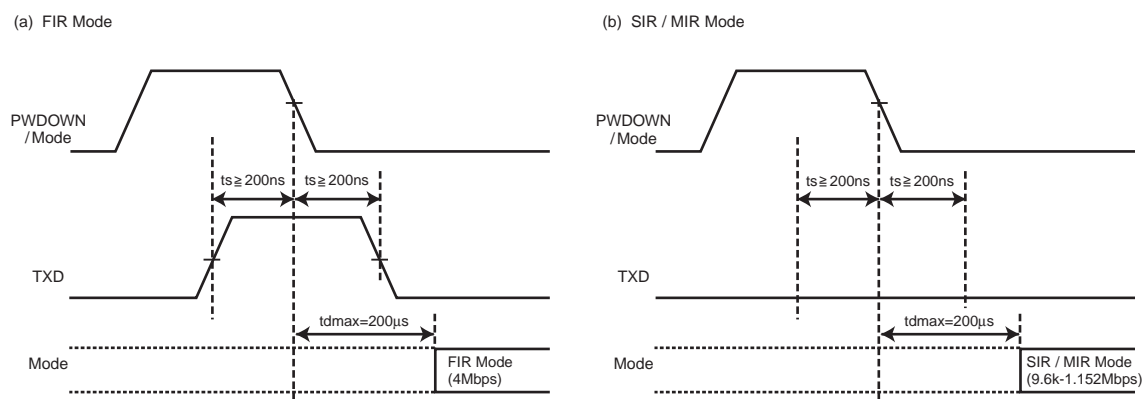 (a) FIR Mode
PWDOWN
/Mode
ts≧200ns ts≧200ns
TXD
tdmax=200μs
Mode
FIR Mode
(4Mbps)
(b) SIR / MIR Mode
PWDOWN
/Mode
ts≧200ns ts≧200ns
TXD
tdmax=200μs
Mode
SIR / MIR Mode
(9.6k-1.152Mbps)